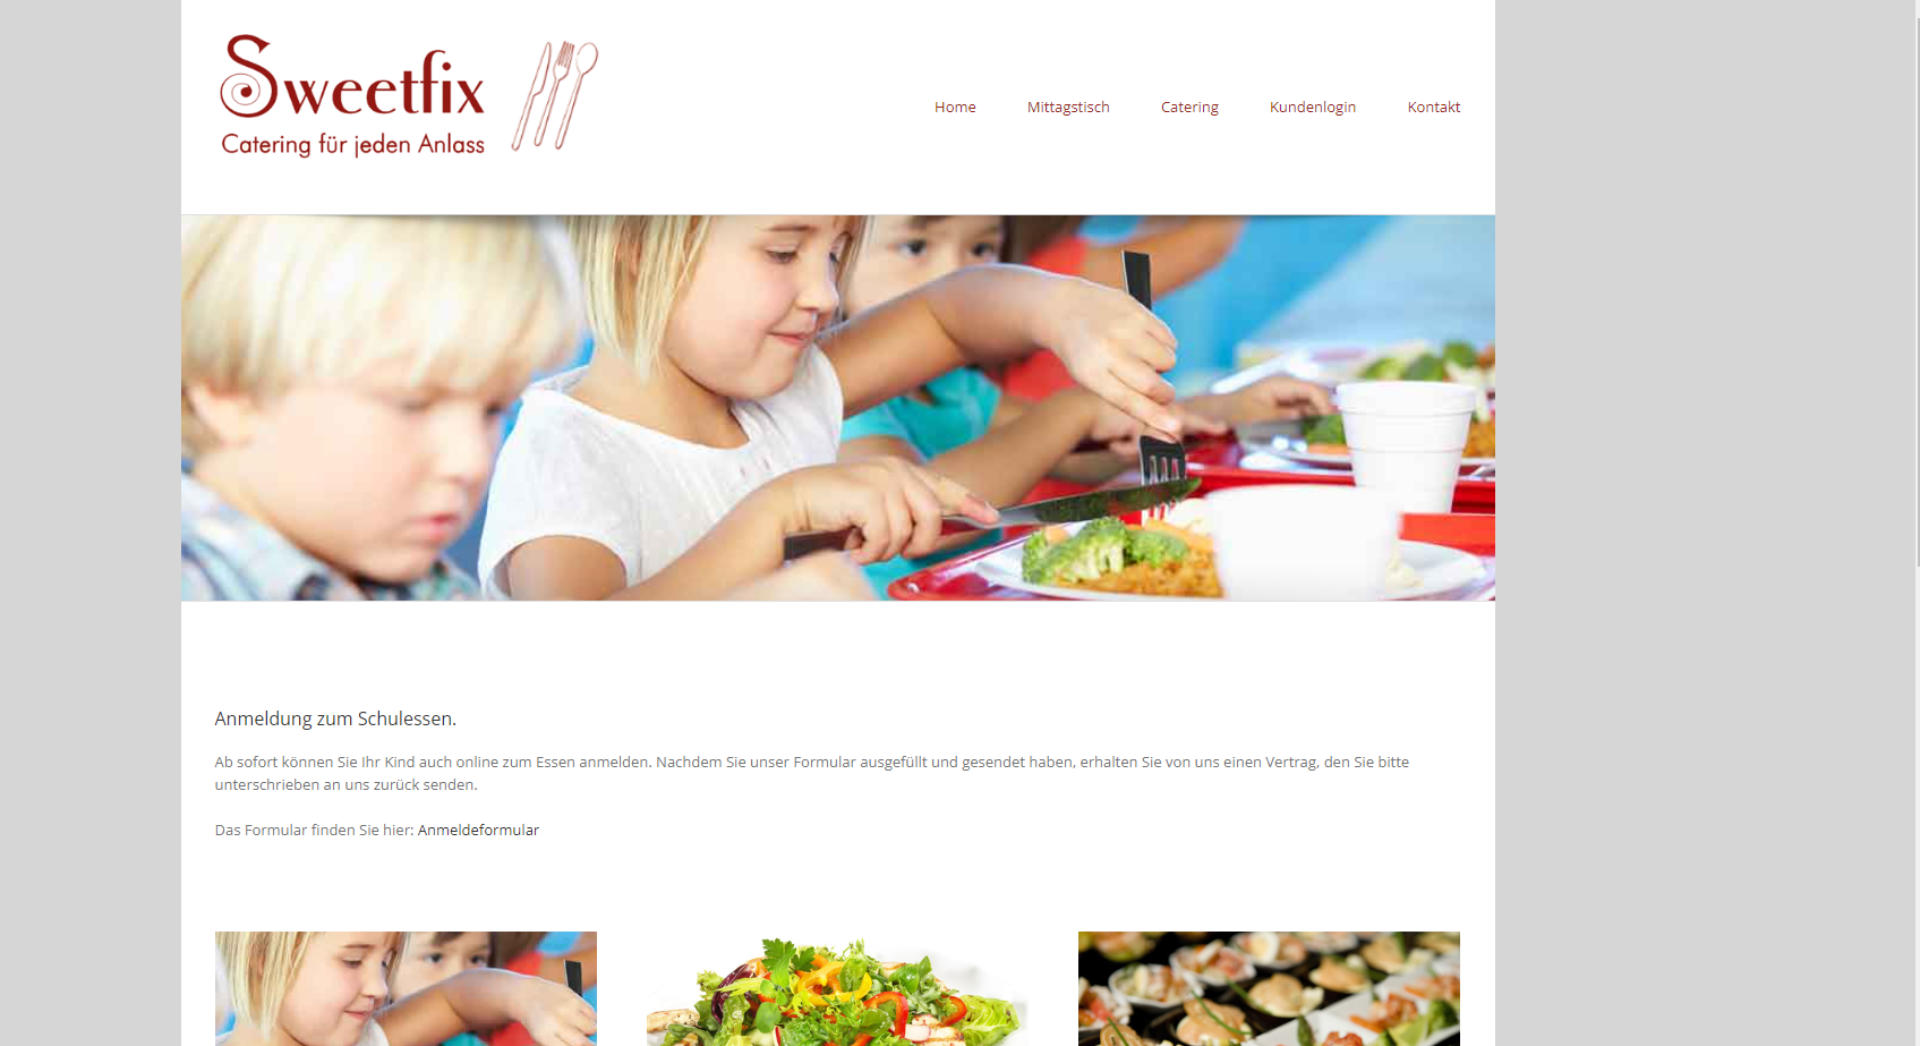 Sweetfix
Catering für jeden Anlass
Home
Mittagstisch
Catering
Kundenlogin
Kontakt
Anmeldung zum Schulessen.
Ab sofort können Sie Ihr Kind auch online zum Essen anmelden. Nachdem Sie unser Formular ausgefüllt und gesendet haben, erhalten Sie von uns einen Vertrag, den Sie bitte
unterschrieben an uns zurück senden.
Das Formular finden Sie hier: Anmeldeformular